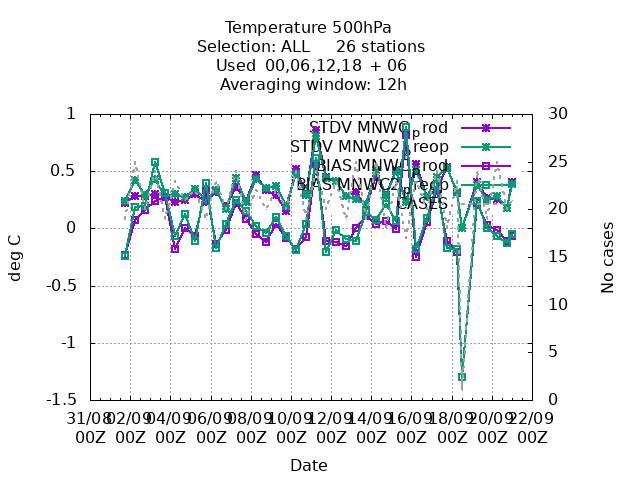 Temperature 500hPa
Selection: ALL 26 stations
Used 00,06,12,18 + 06
Averaging window: 12h
STDV MNWC_prod
STDV MNWC2_reop
BIAS MNWC_prod
BIAS MNWC2_reop
CASES
1
0.5
0
-0.5
-1
-1.5
30
25
20
15
10
5
0
deg C
No cases
31/08 02/09 04/09 06/09 08/09 10/09 12/09 14/09 16/09 18/09 20/09 22/09
00Z 00Z 00Z 00Z 00Z 00Z 00Z 00Z 00Z 00Z 00Z 00Z
Date